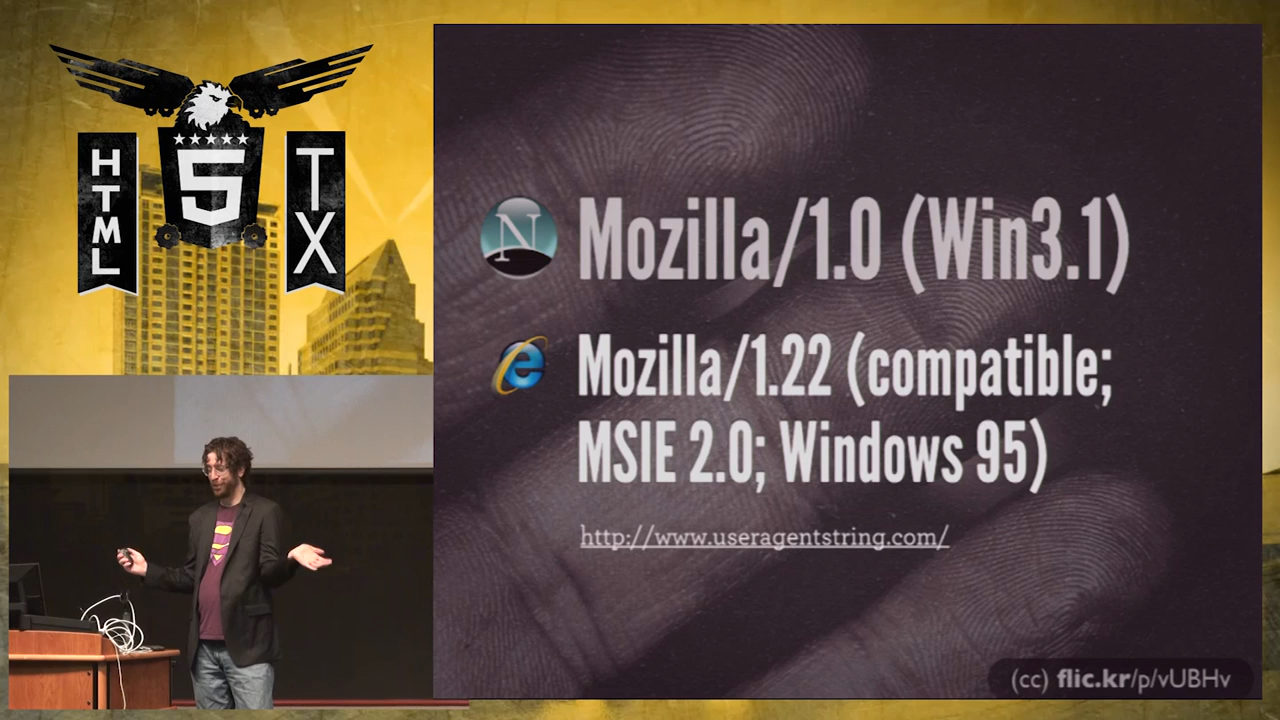 HTML
5
TX
N
Mozilla/1.0 (Win3.1)
e
Mozilla/1.22 (compatible;
MSIE 2.0; Windows 95)
http://www.useragentstring.com/
(cc) flic.kr/p/vUBHv